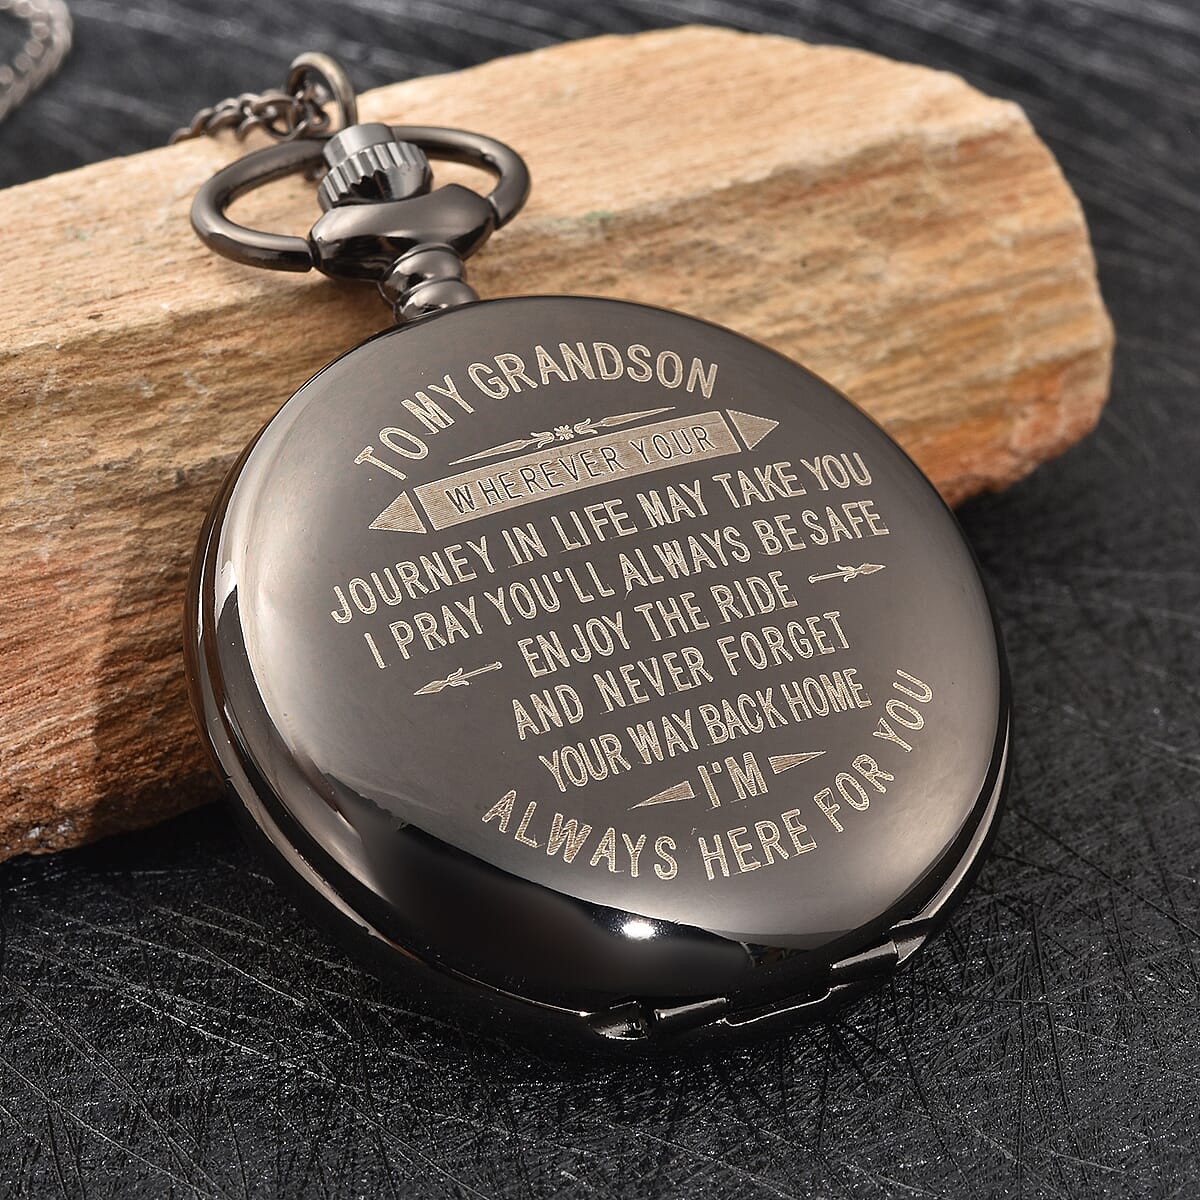 TO MY GRANDSON
WHEREVER YOUR
JOURNEY IN LIFE MAY TAKE YOU
I PRAY YOU'LL ALWAYS BE SAFE
ENJOY THE RIDE
AND NEVER FORGET
YOUR WAY BACK HOME
I'M
ALWAYS HERE FOR YOU